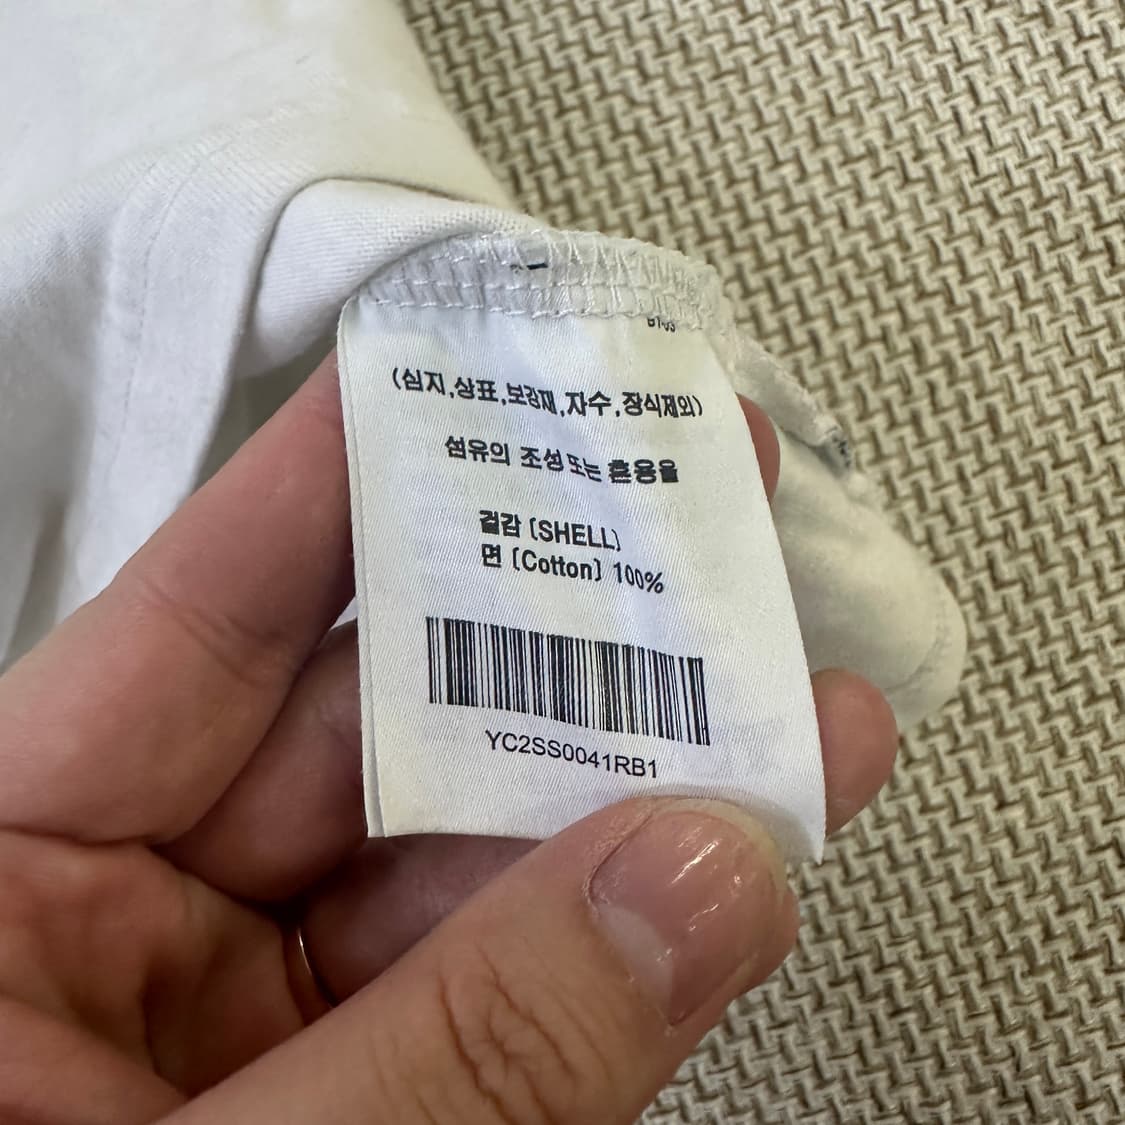 (심지,상표,보강재,자수,장식제외)
섬유의 조성 또는 혼용율
겉감 (SHELL)
면 (Cotton) 100%
YC2SS0041RB1